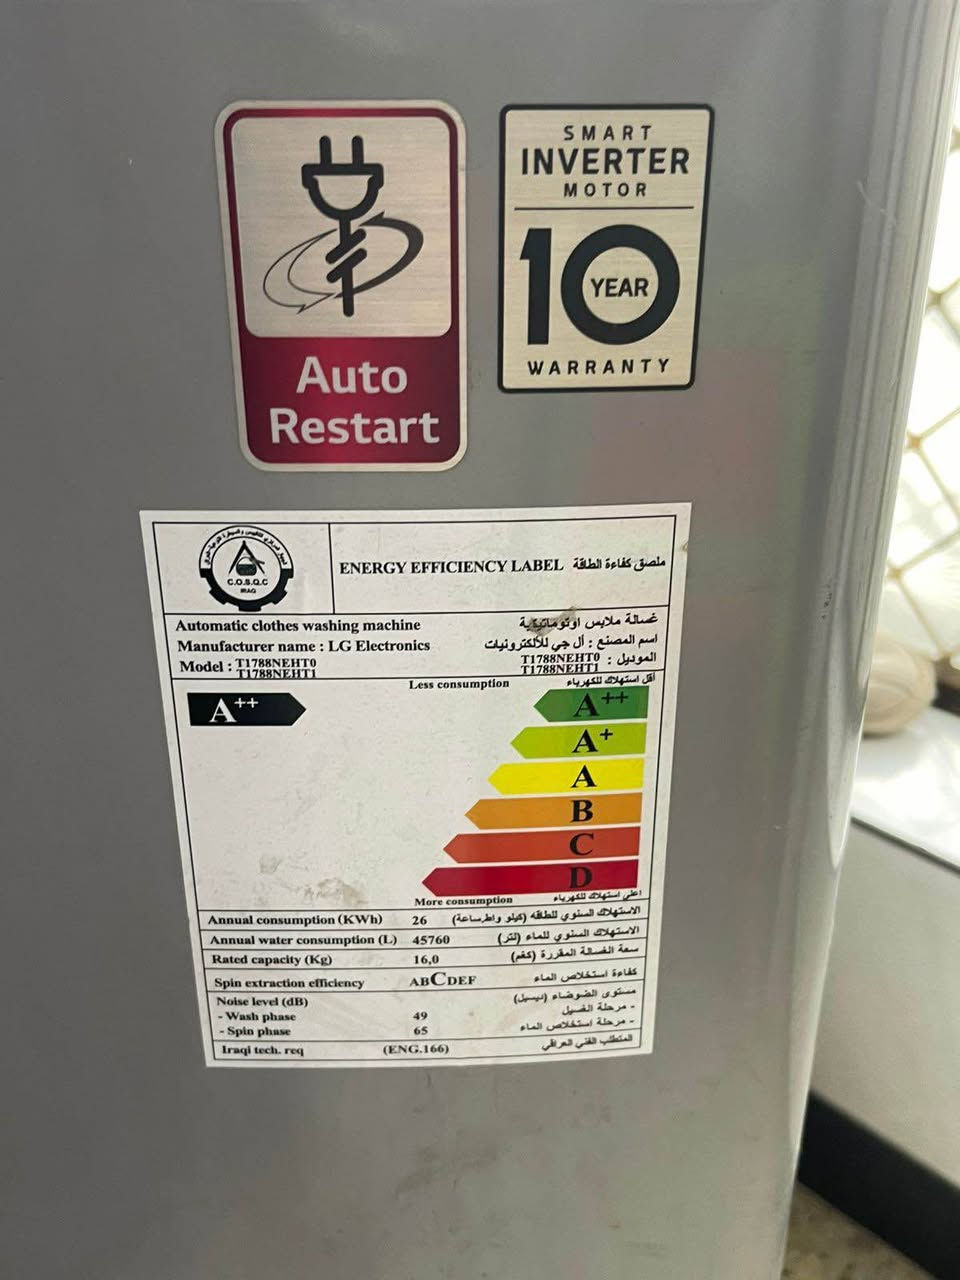 Auto
Restart
SMART
INVERTER
MOTOR
10
YEAR
WARRANTY
C.O.S.Q.C
IRAQ
ENERGY EFFICIENCY LABEL ملصق كفاءة الطاقة
Automatic clothes washing machine غسالة ملابس اوتوماتيكية
Manufacturer name : LG Electronics اسم المصنع : أل جي للألكترونيات
Model : T1788NEHT0 الموديل : T1788NEHT0
T1788NEHT1 T1788NEHT1
Less consumption أقل استهلاك للكهرباء
A++ A++
A+
A
B
C
D
More consumption اعلى استهلاك للكهرباء
Annual consumption (KWh) 26 الاستهلاك السنوي للطاقه (كيلو واط.ساعة)
Annual water consumption (L) 45760 الاستهلاك السنوي للماء (لتر)
Rated capacity (Kg) 16,0 سعة الغسالة المقررة (كغم)
Spin extraction efficiency ABCDEF كفاءة استخلاص الماء
Noise level (dB) مستوى الضوضاء (ديسبل)
- Wash phase 49 - مرحلة الغسيل
- Spin phase 65 - مرحلة استخلاص الماء
Iraqi tech. req (ENG.166) المتطلب الفني العراقي